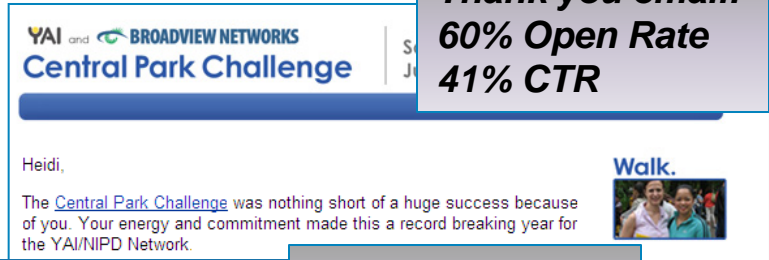 60% Open Rate
41% CTR
YAI and BROADVIEW NETWORKS
Central Park Challenge
Walk.
Heidi,
The Central Park Challenge was nothing short of a huge success because
of you. Your energy and commitment made this a record breaking year for
the YAI/NIPD Network.